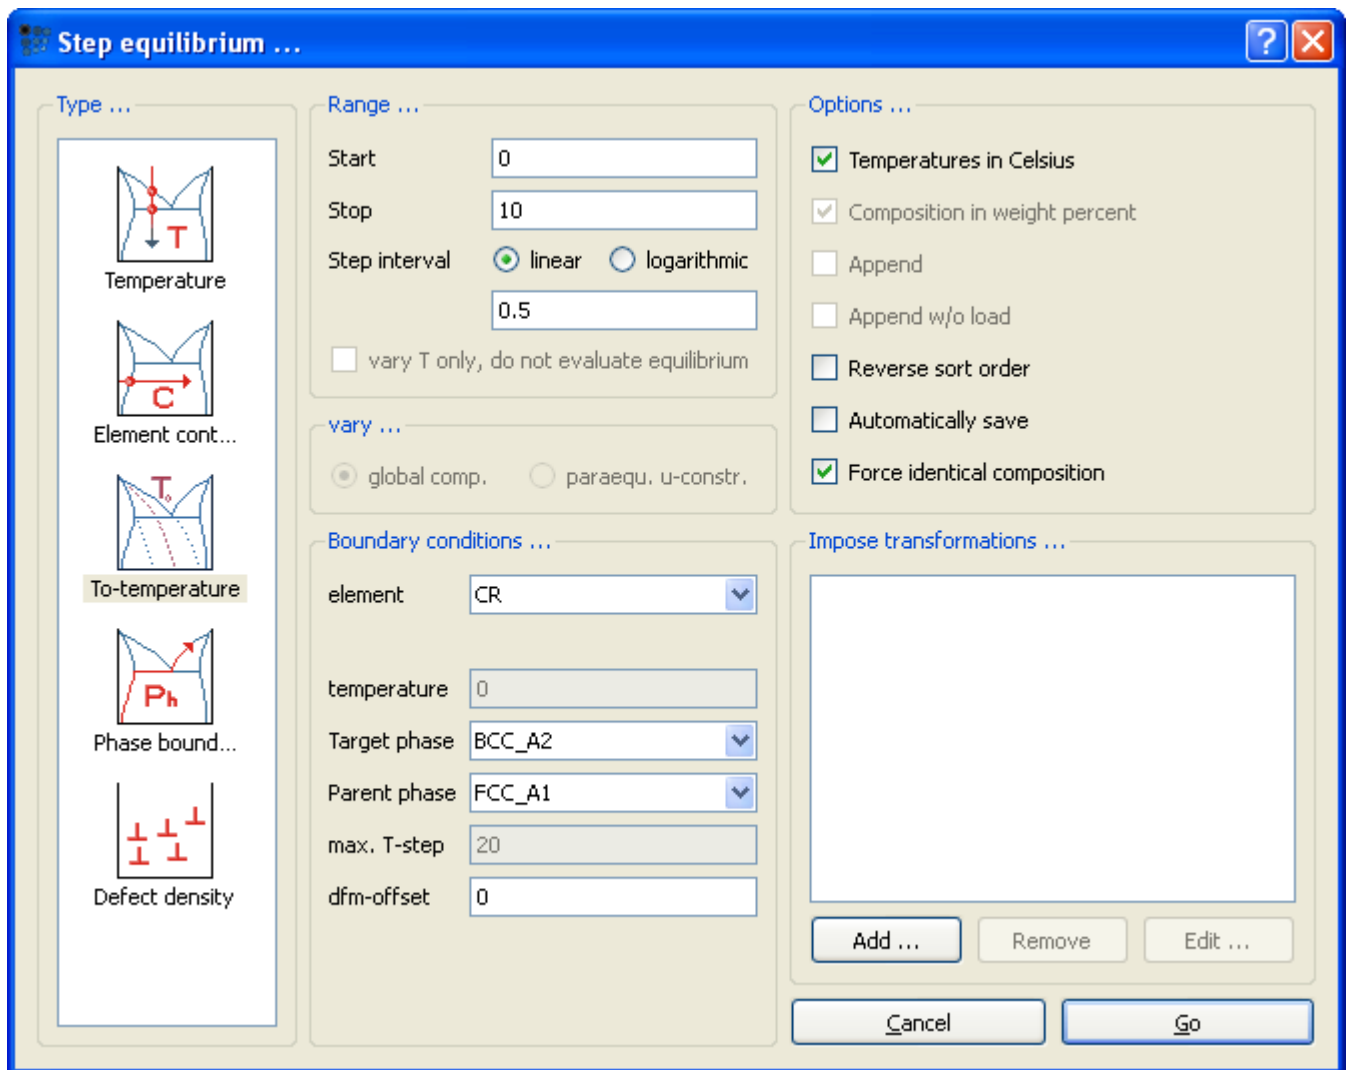 Step equilibrium ...
Type ...
T
Temperature
C
Element cont...
To
To-temperature
Ph
Phase bound...
Defect density
Range ...
Start 0
Stop 10
Step interval linear logarithmic
0.5
vary T only, do not evaluate equilibrium
vary ...
global comp. paraequ. u-constr.
Boundary conditions ...
element CR
temperature 0
Target phase BCC_A2
Parent phase FCC_A1
max. T-step 20
dfm-offset 0
Options ...
Temperatures in Celsius
Composition in weight percent
Append
Append w/o load
Reverse sort order
Automatically save
Force identical composition
Impose transformations ...
Add ... Remove Edit ...
Cancel Go